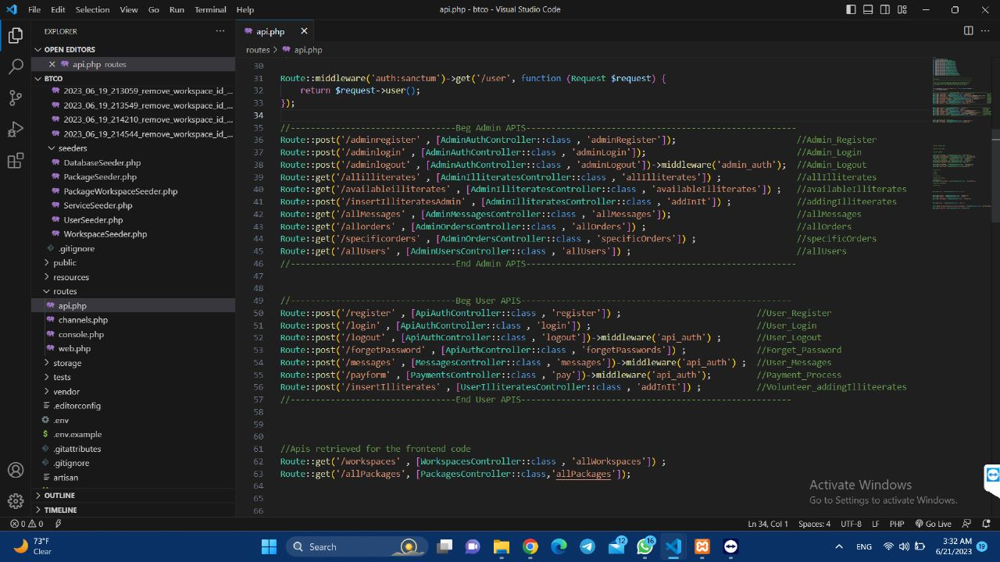 File Edit Selection View Go Run Terminal Help
api.php - btco - Visual Studio Code
EXPLORER
OPEN EDITORS
api.php routes
BTCO
2023_06_19_213059_remove_workspace_id_...
2023_06_19_213549_remove_workspace_id_...
2023_06_19_214210_remove_workspace_id_...
2023_06_19_214544_remove_workspace_id_...
seeders
DatabaseSeeder.php
PackageSeeder.php
PackageWorkspaceSeeder.php
ServiceSeeder.php
UserSeeder.php
WorkspaceSeeder.php
.gitignore
public
resources
routes
api.php
channels.php
console.php
web.php
storage
tests
vendor
.editorconfig
.env
.env.example
.gitattributes
.gitignore
artisan
OUTLINE
TIMELINE
api.php
routes > api.php
30
31 Route::middleware('auth:sanctum')->get('/user', function (Request $request) {
32 return $request->user();
33 });
34
35 //---------------------------------Beg Admin APIS------------------------------------------------------
36 Route::post('/adminregister' , [AdminAuthController::class , 'adminRegister']); //Admin_Register
37 Route::post('/adminlogin' , [AdminAuthController::class , 'adminLogin']); //Admin_Login
38 Route::post('/adminlogout' , [AdminAuthController::class , 'adminLogout'])->middleware('admin_auth'); //Admin_Logout
39 Route::get('/allilliterates' , [AdminIlliteratesController::class , 'allIlliterates']) ; //allIlliterates
40 Route::get('/availableilliterates' , [AdminIlliteratesController::class , 'availableIlliterates']) ; //availableIlliterates
41 Route::post('/insertIlliteratesAdmin' , [AdminIlliteratesController::class , 'addInIt']) ; //addingIlliteerates
42 Route::get('/allMessages' , [AdminMessagesController::class , 'allMessages']); //allMessages
43 Route::get('/allorders' , [AdminOrdersController::class , 'allOrders']) ; //allOrders
44 Route::get('/specificorders' , [AdminOrdersController::class , 'specificOrders']) ; //specificOrders
45 Route::get('/allUsers' , [AdminUsersController::class , 'allUsers']) ; //allUsers
46 //---------------------------------End Admin APIS------------------------------------------------------
47
48
49 //---------------------------------Beg User APIS------------------------------------------------------
50 Route::post('/register' , [ApiAuthController::class , 'register']) ; //User_Register
51 Route::post('/login' , [ApiAuthController::class , 'login']) ; //User_Login
52 Route::post('/logout' , [ApiAuthController::class , 'logout'])->middleware('api_auth') ; //User_Logout
53 Route::post('/forgetPassword' , [ApiAuthController::class , 'forgetPasswords']) ; //Forget_Password
54 Route::post('/messages' , [MessagesController::class , 'messages'])->middleware('api_auth') ; //User_Messages
55 Route::post('/payform' , [PaymentsController::class , 'pay'])->middleware('api_auth'); //Payment_Process
56 Route::post('/insertIlliterates' , [UserIlliteratesController::class , 'addInIt']) ; //Volunteer_addingIlliteerates
57 //---------------------------------End User APIS------------------------------------------------------
58
59
60
61 //Apis retrieved for the frontend code
62 Route::get('/workspaces' , [WorkspacesController::class , 'allWorkspaces']) ;
63 Route::get('/allPackages', [PackagesController::class,'allPackages']);
64
65
66
Activate Windows
Go to Settings to activate Windows.
0 0
Ln 34, Col 1 Spaces: 4 UTF-8 LF PHP Go Live
73°F
Clear
Search
12
16
ENG
3:32 AM
6/21/2023
19